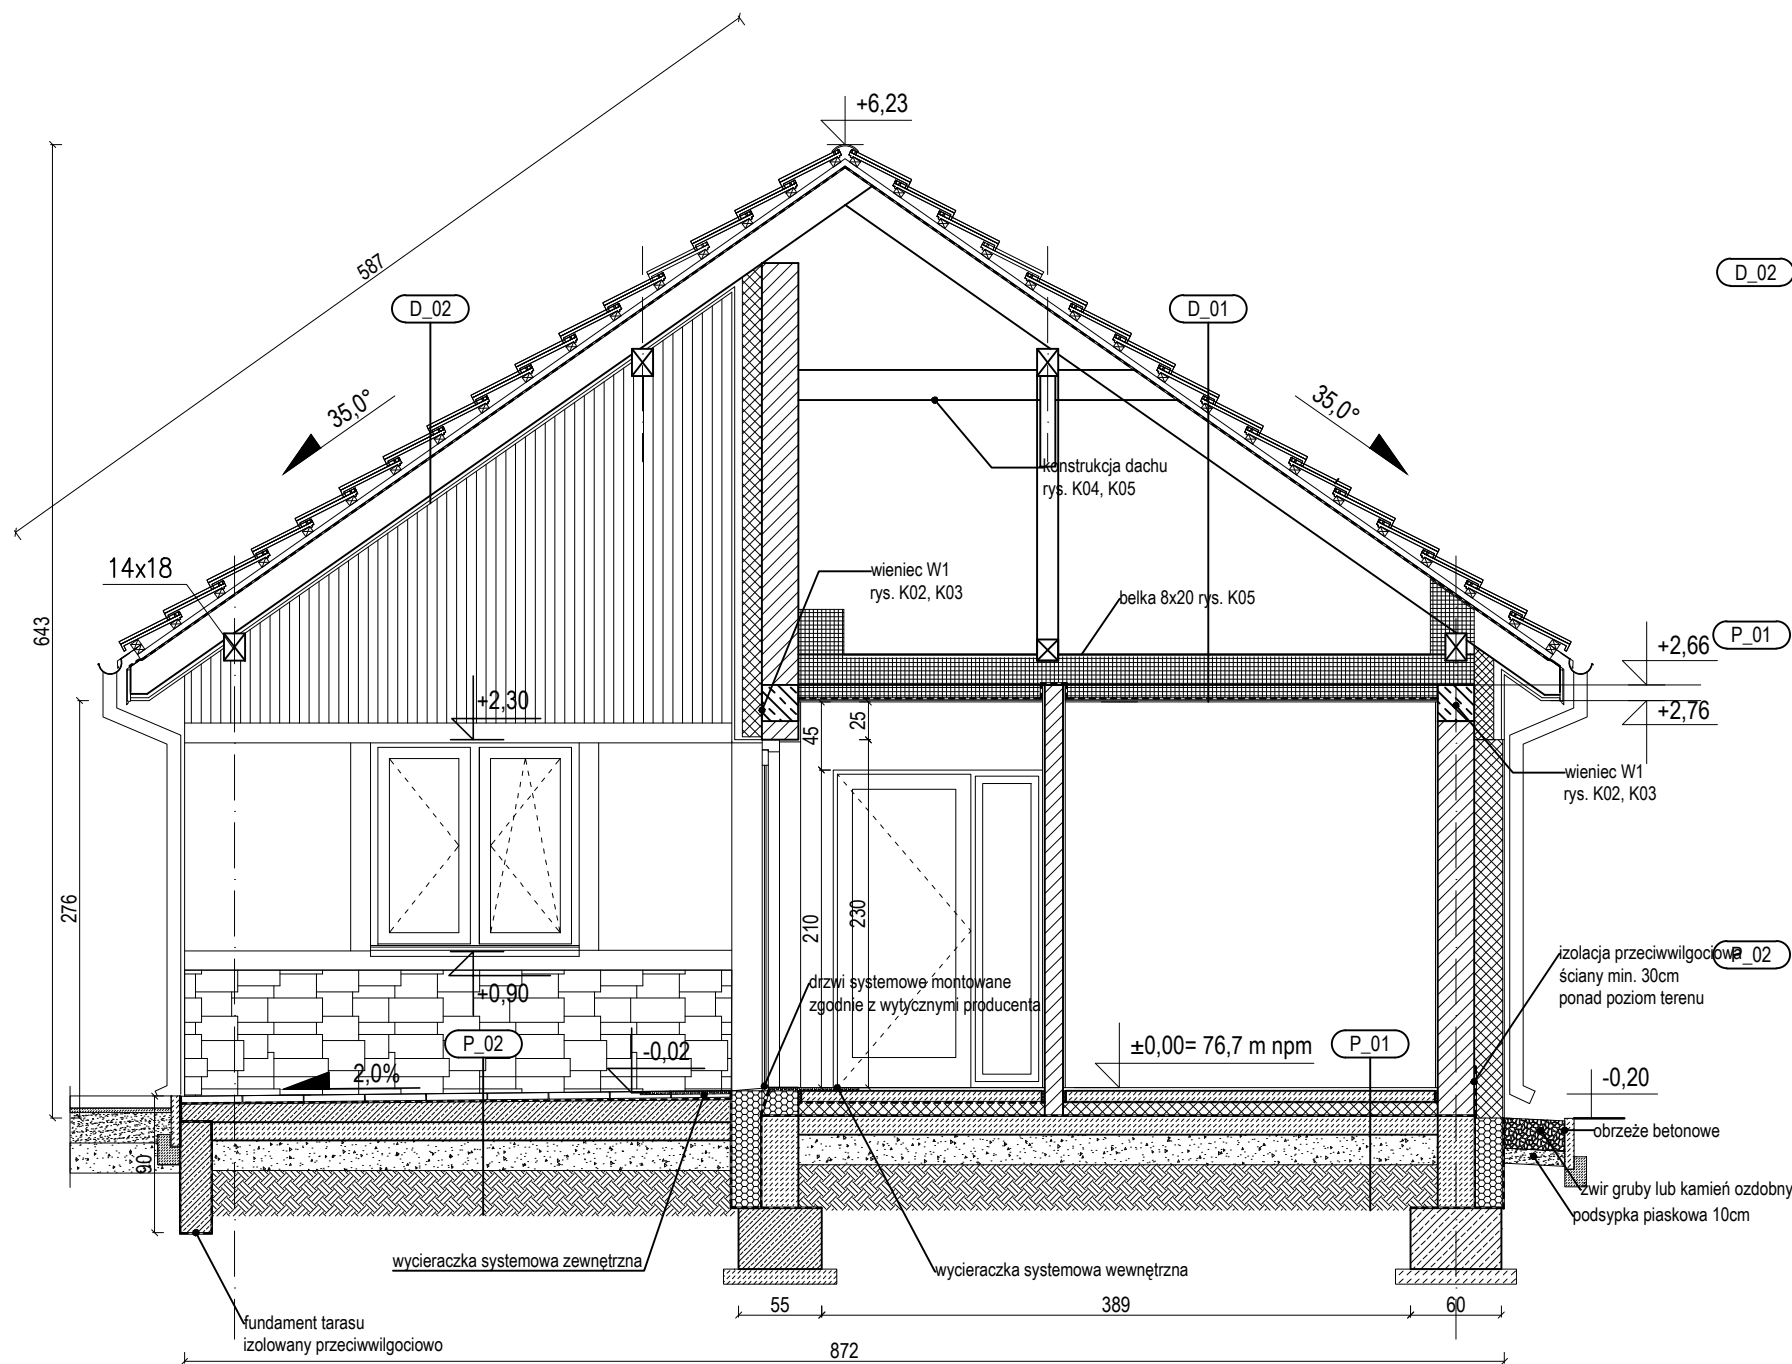 +6,23
587
D_02
D_01
D_02
35,0°
35,0°
konstrukcja dachu
rys. K04, K05
14x18
wieniec W1
rys. K02, K03
belka 8x20 rys. K05
643
P_01
+2,66
+2,30
+2,76
45
25
wieniec W1
rys. K02, K03
276
210
230
izolacja przeciwwilgociowa
P_02
ściany min. 30cm
ponad poziom terenu
drzwi systemowe montowane
zgodnie z wytycznymi producenta
+0,90
P_02
-0,02
±0,00= 76,7 m npm
P_01
2,0%
-0,20
obrzeże betonowe
90
żwir gruby lub kamień ozdobny
podsypka piaskowa 10cm
wycieraczka systemowa zewnętrzna
wycieraczka systemowa wewnętrzna
55
389
60
fundament tarasu
izolowany przeciwwilgociowo
872